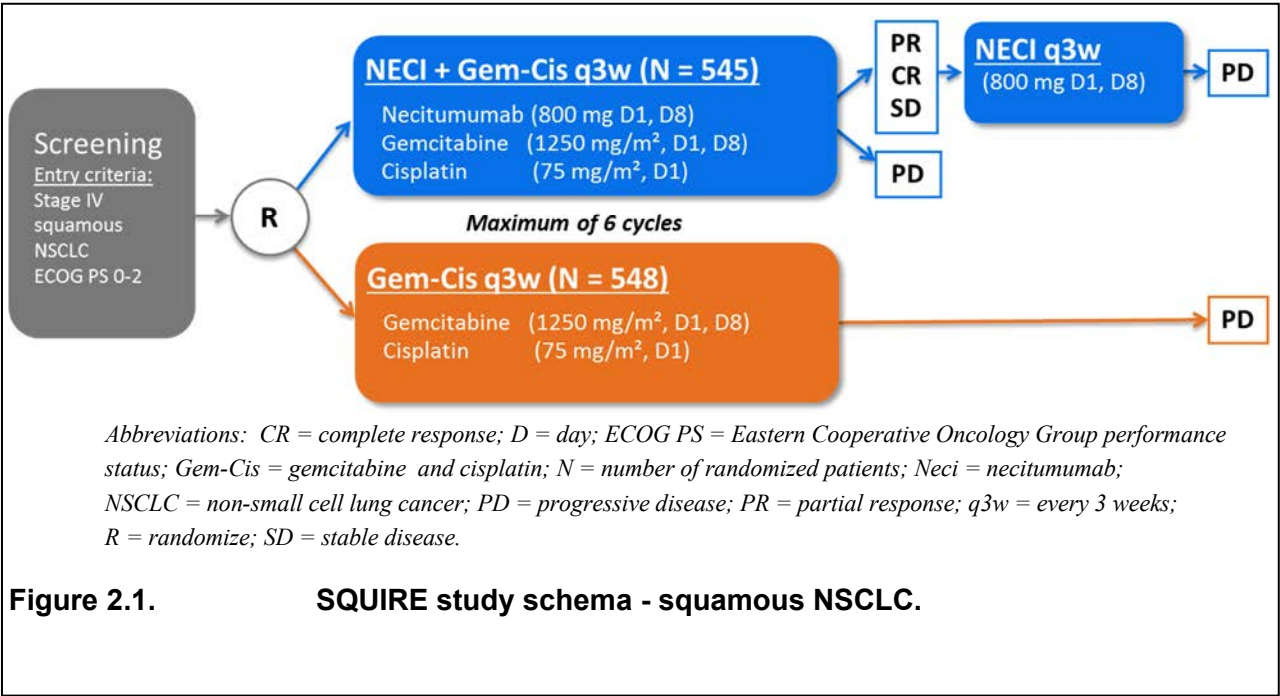 Screening
Entry criteria:
Stage IV
squamous
NSCLC
ECOG PS 0-2
R
NECI + Gem-Cis q3w (N = 545)
Necitumumab (800 mg D1, D8)
Gemcitabine (1250 mg/m², D1, D8)
Cisplatin (75 mg/m², D1)
PR
CR
SD
NECI q3w
(800 mg D1, D8)
PD
PD
Maximum of 6 cycles
Gem-Cis q3w (N = 548)
Gemcitabine (1250 mg/m², D1, D8)
Cisplatin (75 mg/m², D1)
PD
Abbreviations: CR = complete response; D = day; ECOG PS = Eastern Cooperative Oncology Group performance
status; Gem-Cis = gemcitabine and cisplatin; N = number of randomized patients; Neci = necitumumab;
NSCLC = non-small cell lung cancer; PD = progressive disease; PR = partial response; q3w = every 3 weeks;
R = randomize; SD = stable disease.
Figure 2.1. SQUIRE study schema - squamous NSCLC.